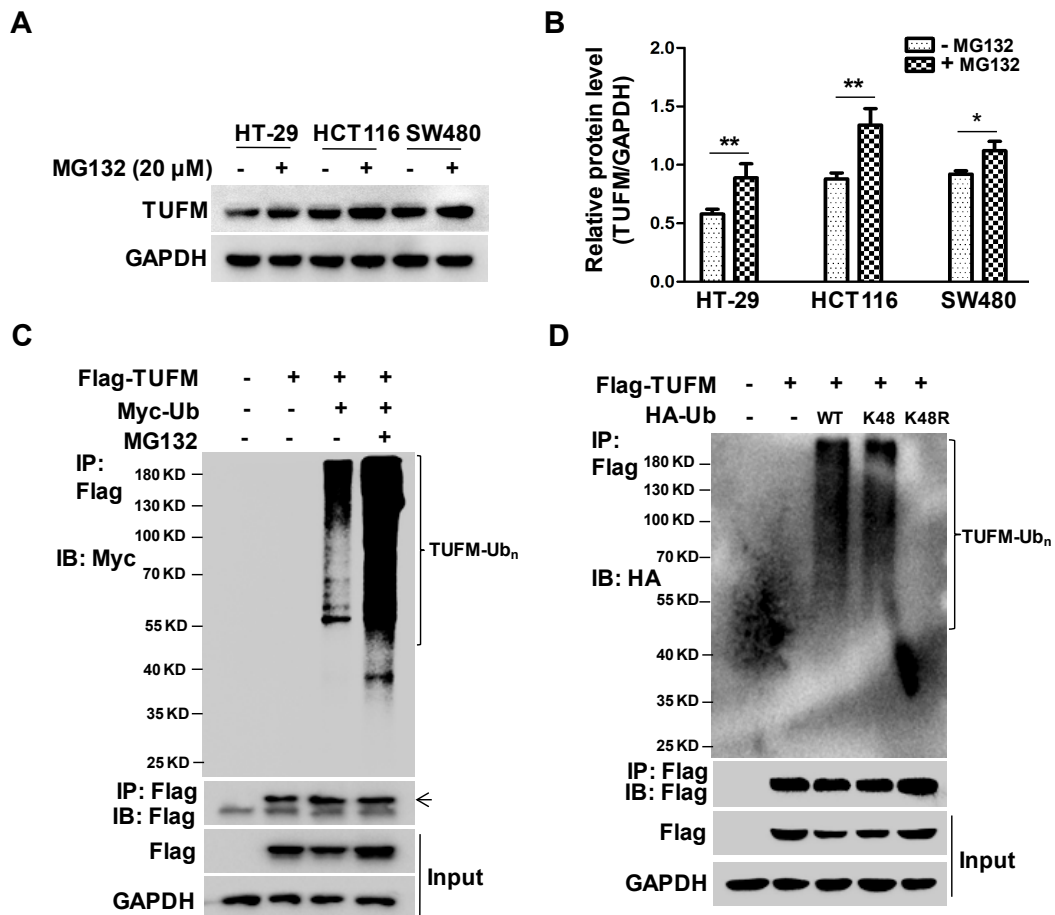 A
HT-29 HCT116 SW480
MG132 (20 µM) - + - + - +
TUFM
GAPDH
B
- MG132
+ MG132
Relative protein level
(TUFM/GAPDH)
2.0
1.5
1.0
0.5
0.0
** ** *
HT-29 HCT116 SW480
C
Flag-TUFM - + + +
Myc-Ub - - + +
MG132 - - - +
IP:
Flag
IB: Myc
180 KD
130 KD
100 KD
70 KD
55 KD
40 KD
35 KD
25 KD
TUFM-Ubn
IP: Flag
IB: Flag
Flag
GAPDH
Input
D
Flag-TUFM - + + + +
HA-Ub - - WT K48 K48R
IP:
Flag
IB: HA
180 KD
130 KD
100 KD
70 KD
55 KD
40 KD
35 KD
25 KD
TUFM-Ubn
IP: Flag
IB: Flag
Flag
GAPDH
Input